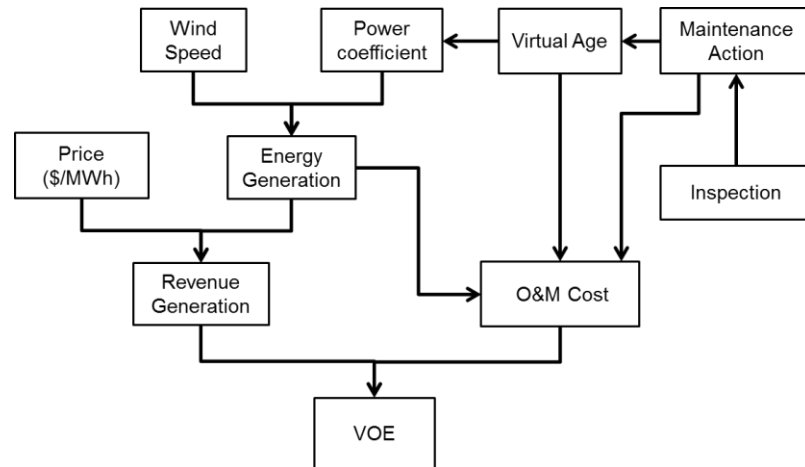 Wind
Speed
Power
coefficient
Virtual Age
Maintenance
Action
Price
($/MWh)
Energy
Generation
Inspection
Revenue
Generation
O&M Cost
VOE